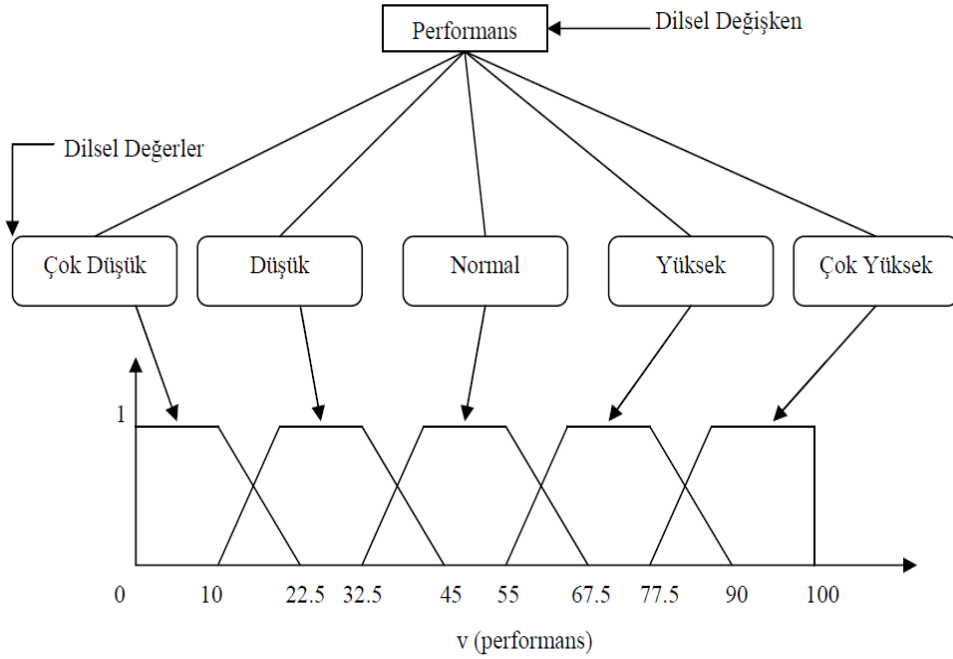 Performans
Dilsel Değişken
Dilsel Değerler
Çok Düşük
Düşük
Normal
Yüksek
Çok Yüksek
1
0 10 22.5 32.5 45 55 67.5 77.5 90 100
v (performans)